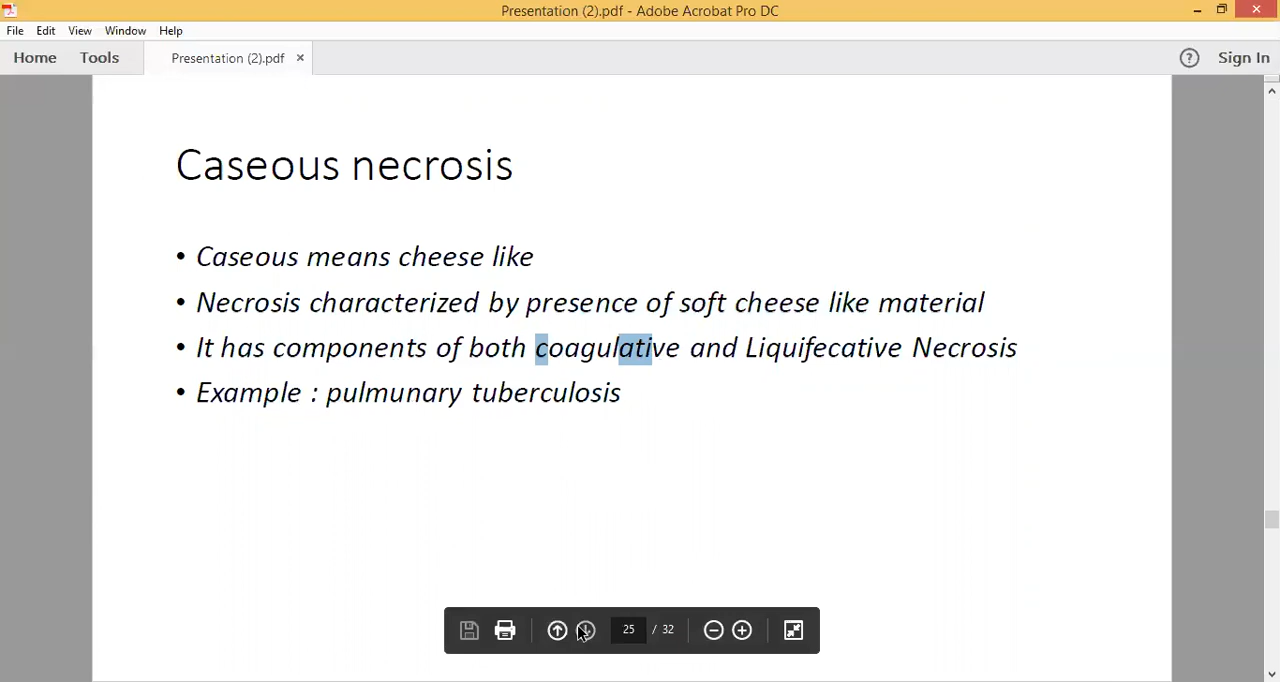 Presentation (2).pdf - Adobe Acrobat Pro DC
File Edit View Window Help
Home Tools Presentation (2).pdf × ? Sign In
Caseous necrosis
• Caseous means cheese like
• Necrosis characterized by presence of soft cheese like material
• It has components of both coagulative and Liquifecative Necrosis
• Example : pulmunary tuberculosis
25 / 32